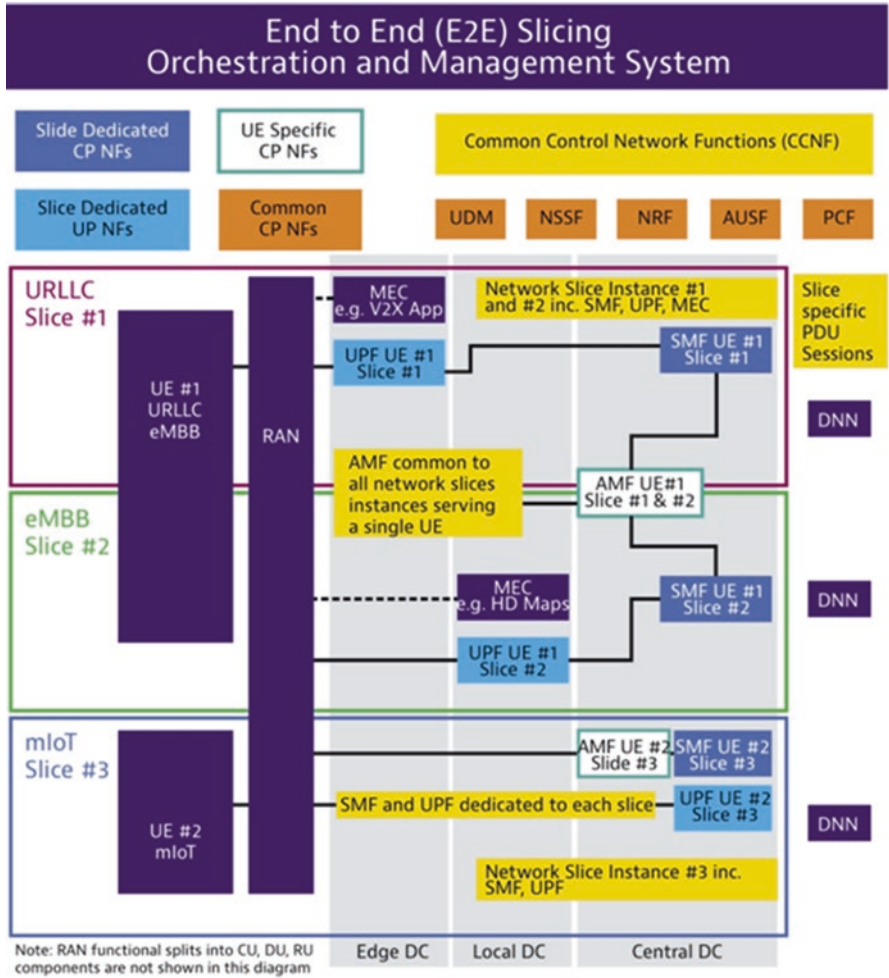 End to End (E2E) Slicing
Orchestration and Management System
Slide Dedicated
CP NFs
UE Specific
CP NFs
Common Control Network Functions (CCNF)
Slice Dedicated
UP NFs
Common
CP NFs
UDM
NSSF
NRF
AUSF
PCF
URLLC
Slice #1
MEC
e.g. V2X App
Network Slice Instance #1
and #2 inc. SMF, UPF, MEC
Slice
specific
PDU
Sessions
UE #1
URLLC
eMBB
RAN
UPF UE #1
Slice #1
SMF UE #1
Slice #1
DNN
AMF common to
all network slices
instances serving
a single UE
AMF UE#1
Slice #1 & #2
eMBB
Slice #2
MEC
e.g. HD Maps
SMF UE #1
Slice #2
DNN
UPF UE #1
Slice #2
mIoT
Slice #3
AMF UE #2
Slide #3
SMF UE #2
Slice #3
UE #2
mIoT
SMF and UPF dedicated to each slice
UPF UE #2
Slice #3
DNN
Network Slice Instance #3 inc.
SMF, UPF
Note: RAN functional splits into CU, DU, RU
components are not shown in this diagram
Edge DC
Local DC
Central DC